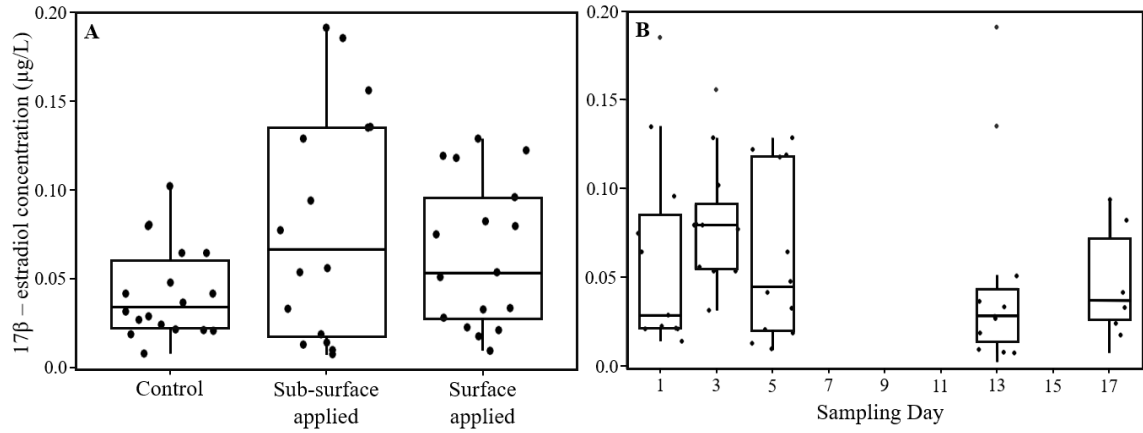 A
B
17β – estradiol concentration (µg/L)
0.20
0.15
0.10
0.05
0.0
Control
Sub-surface
applied
Surface
applied
0.20
0.15
0.10
0.05
0.0
1 3 5 7 9 11 13 15 17
Sampling Day